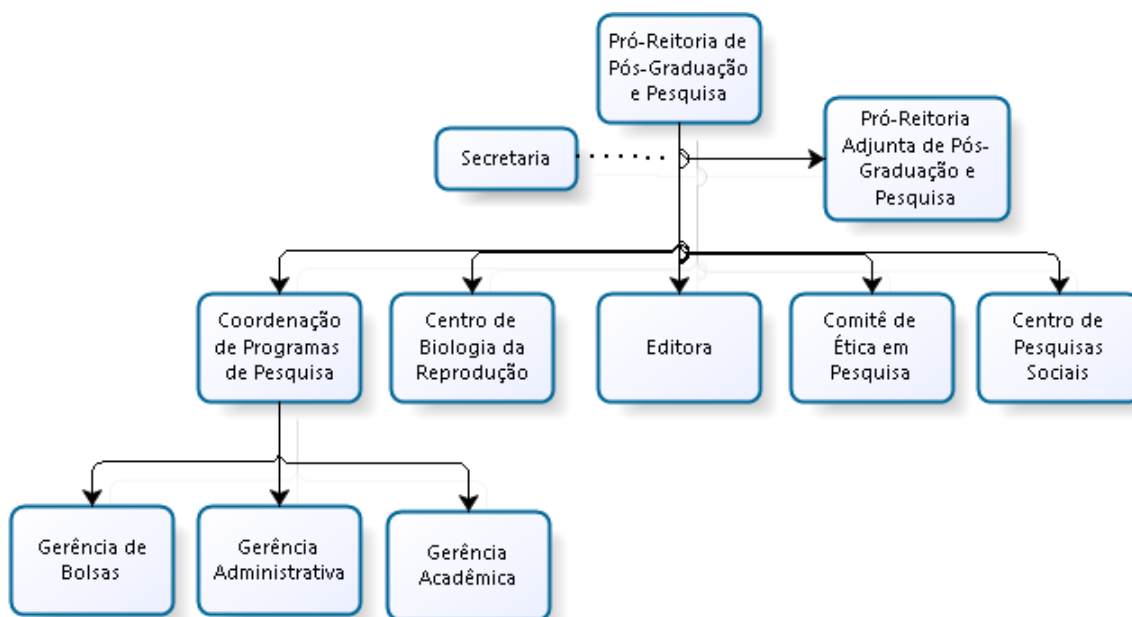 Pró-Reitoria de
Pós-Graduação
e Pesquisa
Secretaria
Pró-Reitoria
Adjunta de Pós-
Graduação e
Pesquisa
Coordenação
de Programas
de Pesquisa
Centro de
Biologia da
Reprodução
Editora
Comitê de
Ética em
Pesquisa
Centro de
Pesquisas
Sociais
Gerência de
Bolsas
Gerência
Administrativa
Gerência
Acadêmica